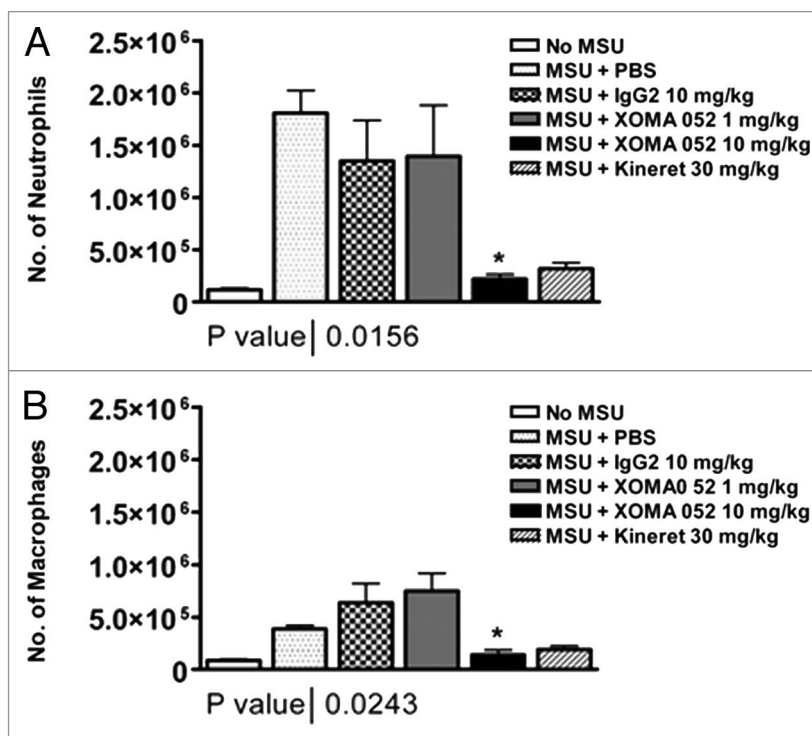 A
No. of Neutrophils
2.5×10⁶
2.0×10⁶
1.5×10⁶
1.0×10⁶
5.0×10⁵
0
No MSU
MSU + PBS
MSU + IgG2 10 mg/kg
MSU + XOMA 052 1 mg/kg
MSU + XOMA 052 10 mg/kg
MSU + Kineret 30 mg/kg
*
P value| 0.0156
B
No. of Macrophages
2.5×10⁶
2.0×10⁶
1.5×10⁶
1.0×10⁶
5.0×10⁵
0
No MSU
MSU + PBS
MSU + IgG2 10 mg/kg
MSU + XOMA0 52 1 mg/kg
MSU + XOMA 052 10 mg/kg
MSU + Kineret 30 mg/kg
*
P value| 0.0243